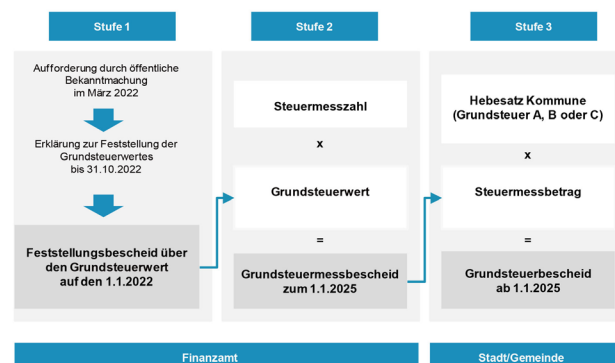 Stufe 1
Stufe 2
Stufe 3
Aufforderung durch öffentliche
Bekanntmachung
im März 2022
Erklärung zur Feststellung der
Grundsteuerwertes
bis 31.10.2022
Feststellungsbescheid über
den Grundsteuerwert
auf den 1.1.2022
Steuermesszahl
x
Grundsteuerwert
=
Grundsteuermessbescheid
zum 1.1.2025
Hebesatz Kommune
(Grundsteuer A, B oder C)
x
Steuermessbetrag
=
Grundsteuerbescheid
ab 1.1.2025
Finanzamt
Stadt/Gemeinde